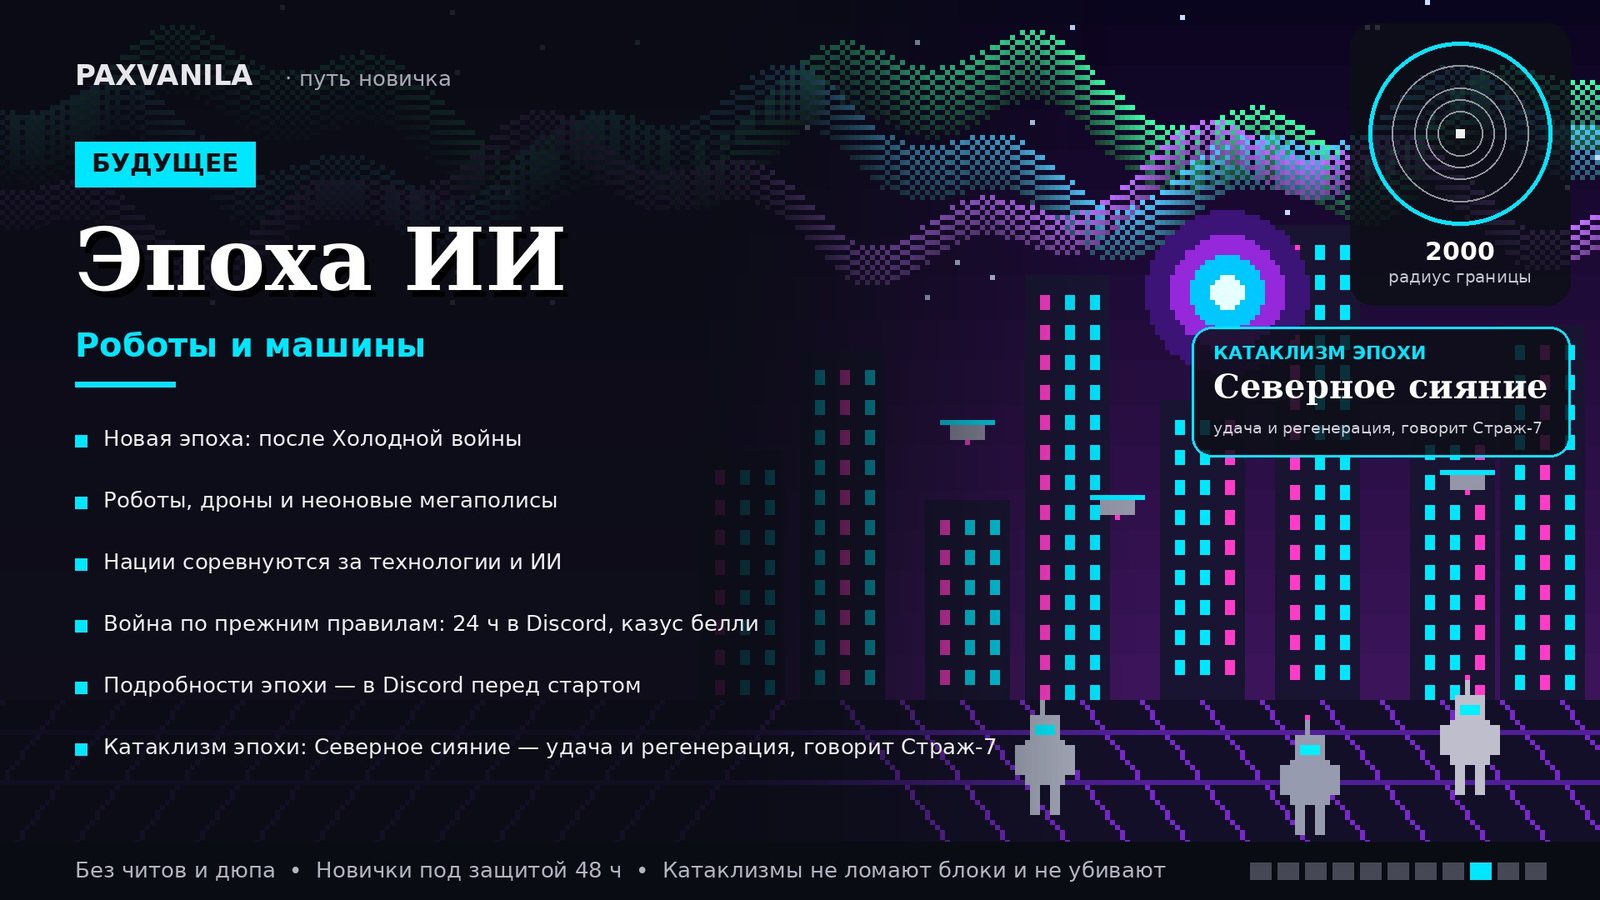 PAXVANILA · путь новичка
БУДУЩЕЕ
Эпоха ИИ
Роботы и машины
Новая эпоха: после Холодной войны
Роботы, дроны и неоновые мегаполисы
Нации соревнуются за технологии и ИИ
Война по прежним правилам: 24 ч в Discord, казус белли
Подробности эпохи — в Discord перед стартом
Катаклизм эпохи: Северное сияние — удача и регенерация, говорит Страж-7
2000
радиус границы
КАТАКЛИЗМ ЭПОХИ
Северное сияние
удача и регенерация, говорит Страж-7
Без читов и дюпа • Новички под защитой 48 ч • Катаклизмы не ломают блоки и не убивают